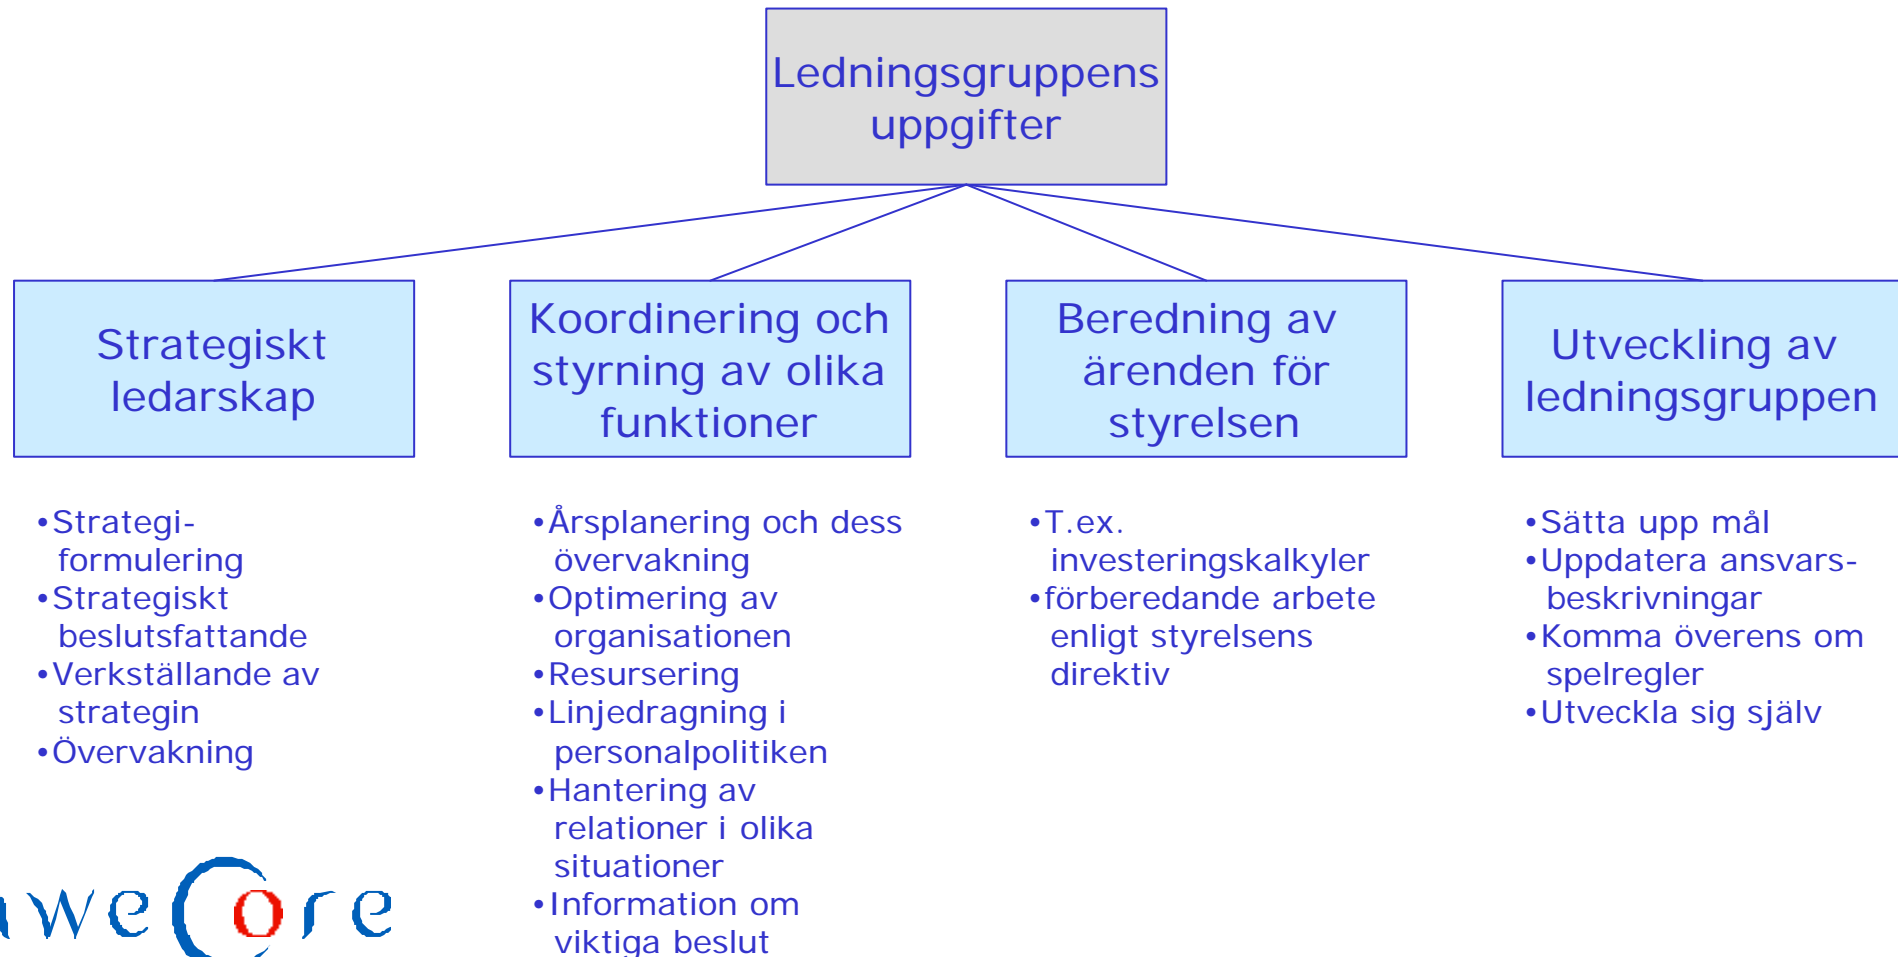 Ledningsgruppens
uppgifter
Strategiskt
ledarskap
Koordinering och
styrning av olika
funktioner
Beredning av
ärenden för
styrelsen
Utveckling av
ledningsgruppen
•Strategi-
formulering
•Strategiskt
beslutsfattande
•Verkställande av
strategin
•Övervakning
•Årsplanering och dess
övervakning
•Optimering av
organisationen
•Resursering
•Linjedragning i
personalpolitiken
•Hantering av
relationer i olika
situationer
•Information om
viktiga beslut
•T.ex.
investeringskalkyler
•förberedande arbete
enligt styrelsens
direktiv
•Sätta upp mål
•Uppdatera ansvars-
beskrivningar
•Komma överens om
spelregler
•Utveckla sig själv
weCore